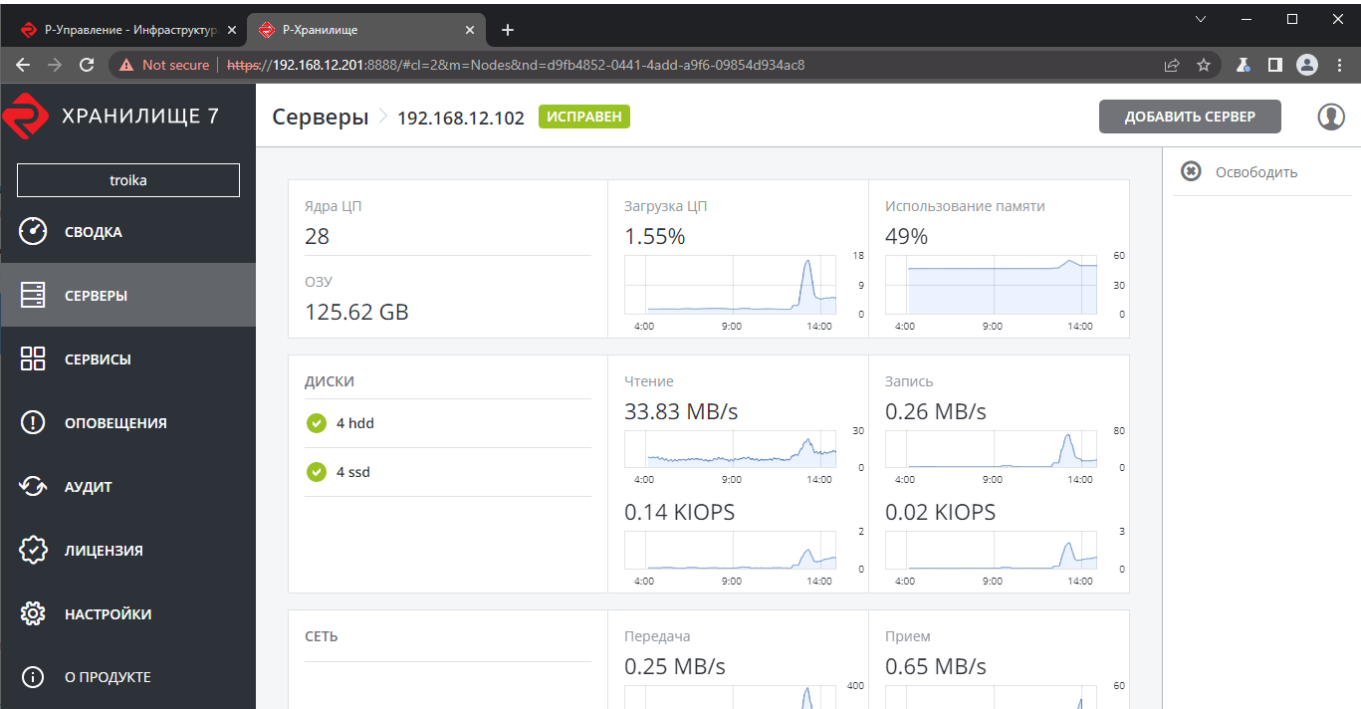 Р-Управление - Инфраструктур
Р-Хранилище
Not secure | https://192.168.12.201:8888/#cl=2&m=Nodes&nd=d9fb4852-0441-4add-a9f6-09854d934ac8
ХРАНИЛИЩЕ 7
troika
СВОДКА
СЕРВЕРЫ
СЕРВИСЫ
ОПОВЕЩЕНИЯ
АУДИТ
ЛИЦЕНЗИЯ
НАСТРОЙКИ
О ПРОДУКТЕ
Серверы 192.168.12.102 ИСПРАВЕН
ДОБАВИТЬ СЕРВЕР
Освободить
Ядра ЦП
28
ОЗУ
125.62 GB
Загрузка ЦП
1.55%
18
9
0
4:00 9:00 14:00
Использование памяти
49%
60
30
0
4:00 9:00 14:00
ДИСКИ
4 hdd
4 ssd
Чтение
33.83 MB/s
30
0
4:00 9:00 14:00
0.14 KIOPS
2
0
4:00 9:00 14:00
Запись
0.26 MB/s
80
0
4:00 9:00 14:00
0.02 KIOPS
3
0
4:00 9:00 14:00
СЕТЬ
Передача
0.25 MB/s
400
Прием
0.65 MB/s
60